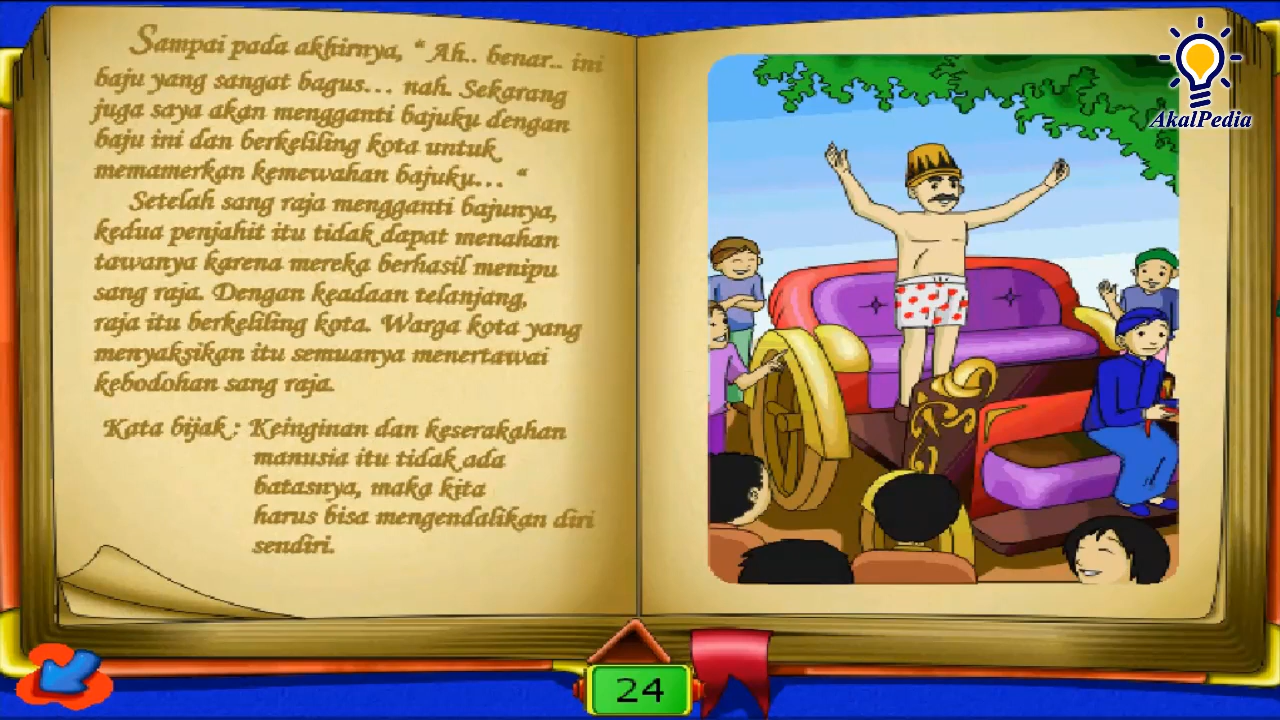 Sampai pada akhirnya, " Ah.. benar.. ini
baju yang sangat bagus... nah. Sekarang
juga saya akan mengganti bajuku dengan
baju ini dan berkeliling kota untuk
memamerkan kemewahan bajuku... "
Setelah sang raja mengganti bajunya,
kedua penjahit itu tidak dapat menahan
tawanya karena mereka berhasil menipu
sang raja. Dengan keadaan telanjang,
raja itu berkeliling kota. Warga kota yang
menyaksikan itu semuanya menertawai
kebodohan sang raja.
Kata bijak : Keinginan dan keserakahan
manusia itu tidak ada
batasnya, maka kita
harus bisa mengendalikan diri
sendiri.
AkalPedia
24